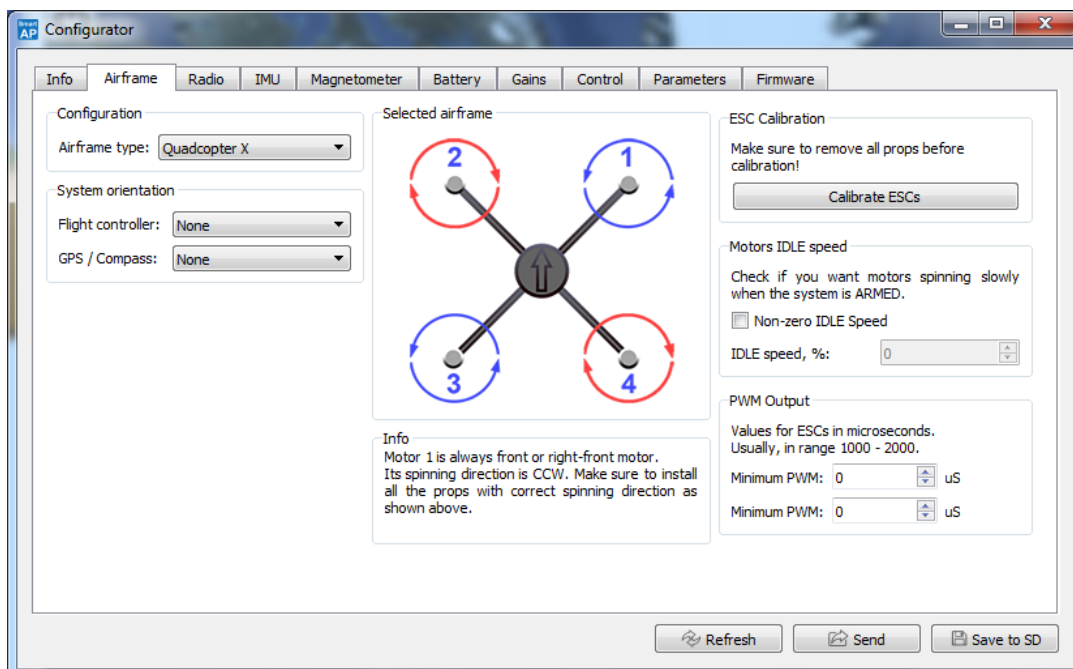 Smart
AP
Configurator
Info Airframe Radio IMU Magnetometer Battery Gains Control Parameters Firmware
Configuration
Airframe type: Quadcopter X
System orientation
Flight controller: None
GPS / Compass: None
Selected airframe
2 1
3 4
Info
Motor 1 is always front or right-front motor.
Its spinning direction is CCW. Make sure to install
all the props with correct spinning direction as
shown above.
ESC Calibration
Make sure to remove all props before
calibration!
Calibrate ESCs
Motors IDLE speed
Check if you want motors spinning slowly
when the system is ARMED.
Non-zero IDLE Speed
IDLE speed, %: 0
PWM Output
Values for ESCs in microseconds.
Usually, in range 1000 - 2000.
Minimum PWM: 0 uS
Minimum PWM: 0 uS
Refresh Send Save to SD